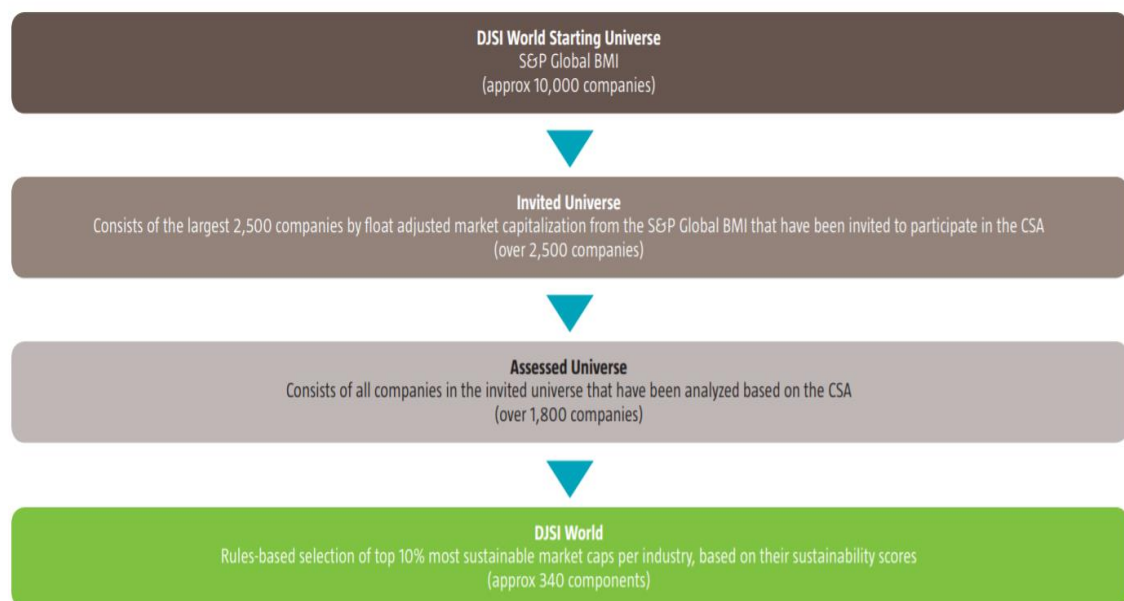 DJSI World Starting Universe
S&P Global BMI
(approx 10,000 companies)
Invited Universe
Consists of the largest 2,500 companies by float adjusted market capitalization from the S&P Global BMI that have been invited to participate in the CSA
(over 2,500 companies)
Assessed Universe
Consists of all companies in the invited universe that have been analyzed based on the CSA
(over 1,800 companies)
DJSI World
Rules-based selection of top 10% most sustainable market caps per industry, based on their sustainability scores
(approx 340 components)